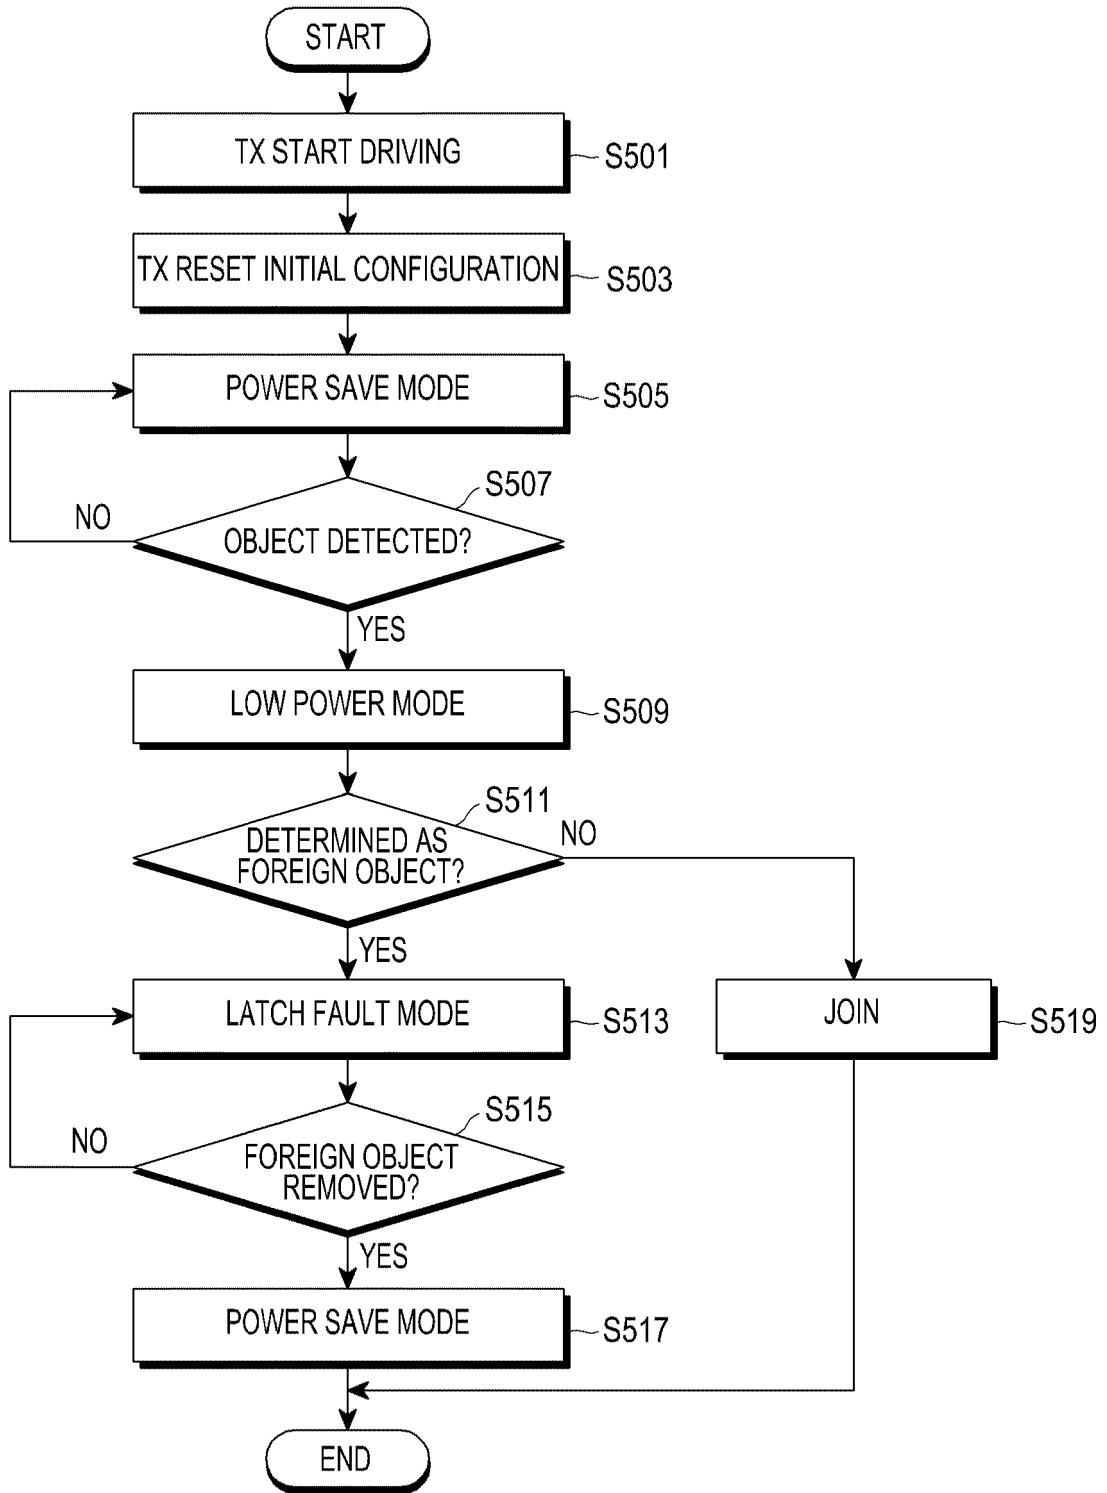 START
TX START DRIVING
S501
TX RESET INITIAL CONFIGURATION
S503
POWER SAVE MODE
S505
S507
NO
OBJECT DETECTED?
YES
LOW POWER MODE
S509
S511
NO
DETERMINED AS
FOREIGN OBJECT?
YES
LATCH FAULT MODE
S513
JOIN
S519
S515
NO
FOREIGN OBJECT
REMOVED?
YES
POWER SAVE MODE
S517
END